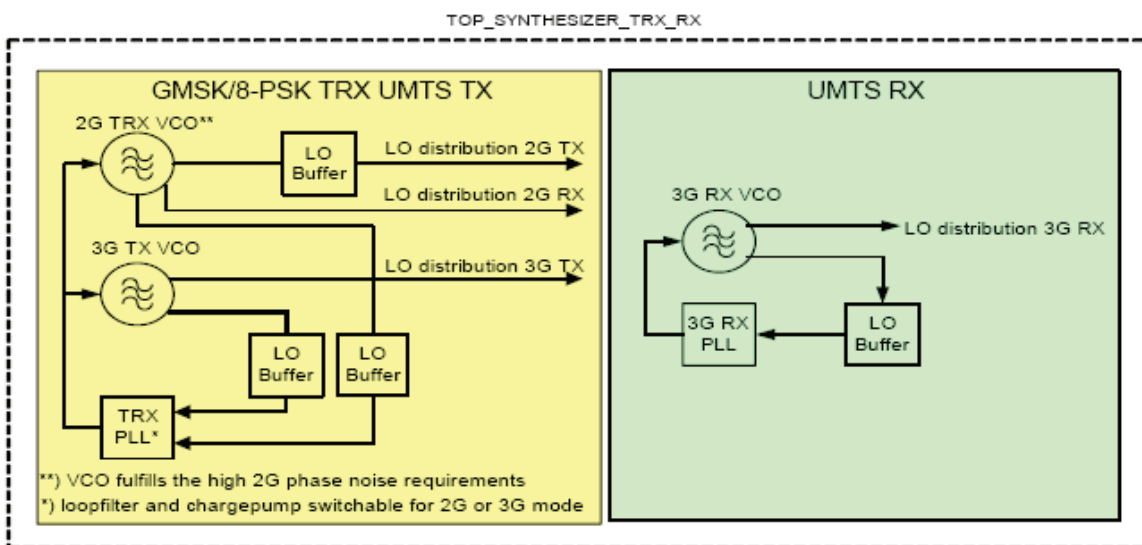 TOP_SYNTHESIZER_TRX_RX
GMSK/8-PSK TRX UMTS TX
2G TRX VCO**
LO
Buffer
LO distribution 2G TX
LO distribution 2G RX
3G TX VCO
LO distribution 3G TX
LO
Buffer
LO
Buffer
TRX
PLL*
**) VCO fulfills the high 2G phase noise requirements
*) loopfilter and chargepump switchable for 2G or 3G mode
UMTS RX
3G RX VCO
LO distribution 3G RX
3G RX
PLL
LO
Buffer